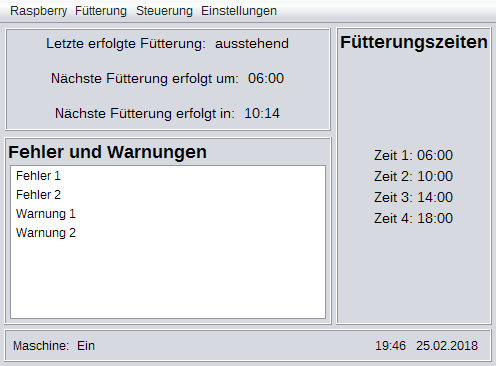 Raspberry Fütterung Steuerung Einstellungen
Letzte erfolgte Fütterung: ausstehend
Nächste Fütterung erfolgt um: 06:00
Nächste Fütterung erfolgt in: 10:14
Fehler und Warnungen
Fehler 1
Fehler 2
Warnung 1
Warnung 2
Fütterungszeiten
Zeit 1: 06:00
Zeit 2: 10:00
Zeit 3: 14:00
Zeit 4: 18:00
Maschine: Ein
19:46 25.02.2018